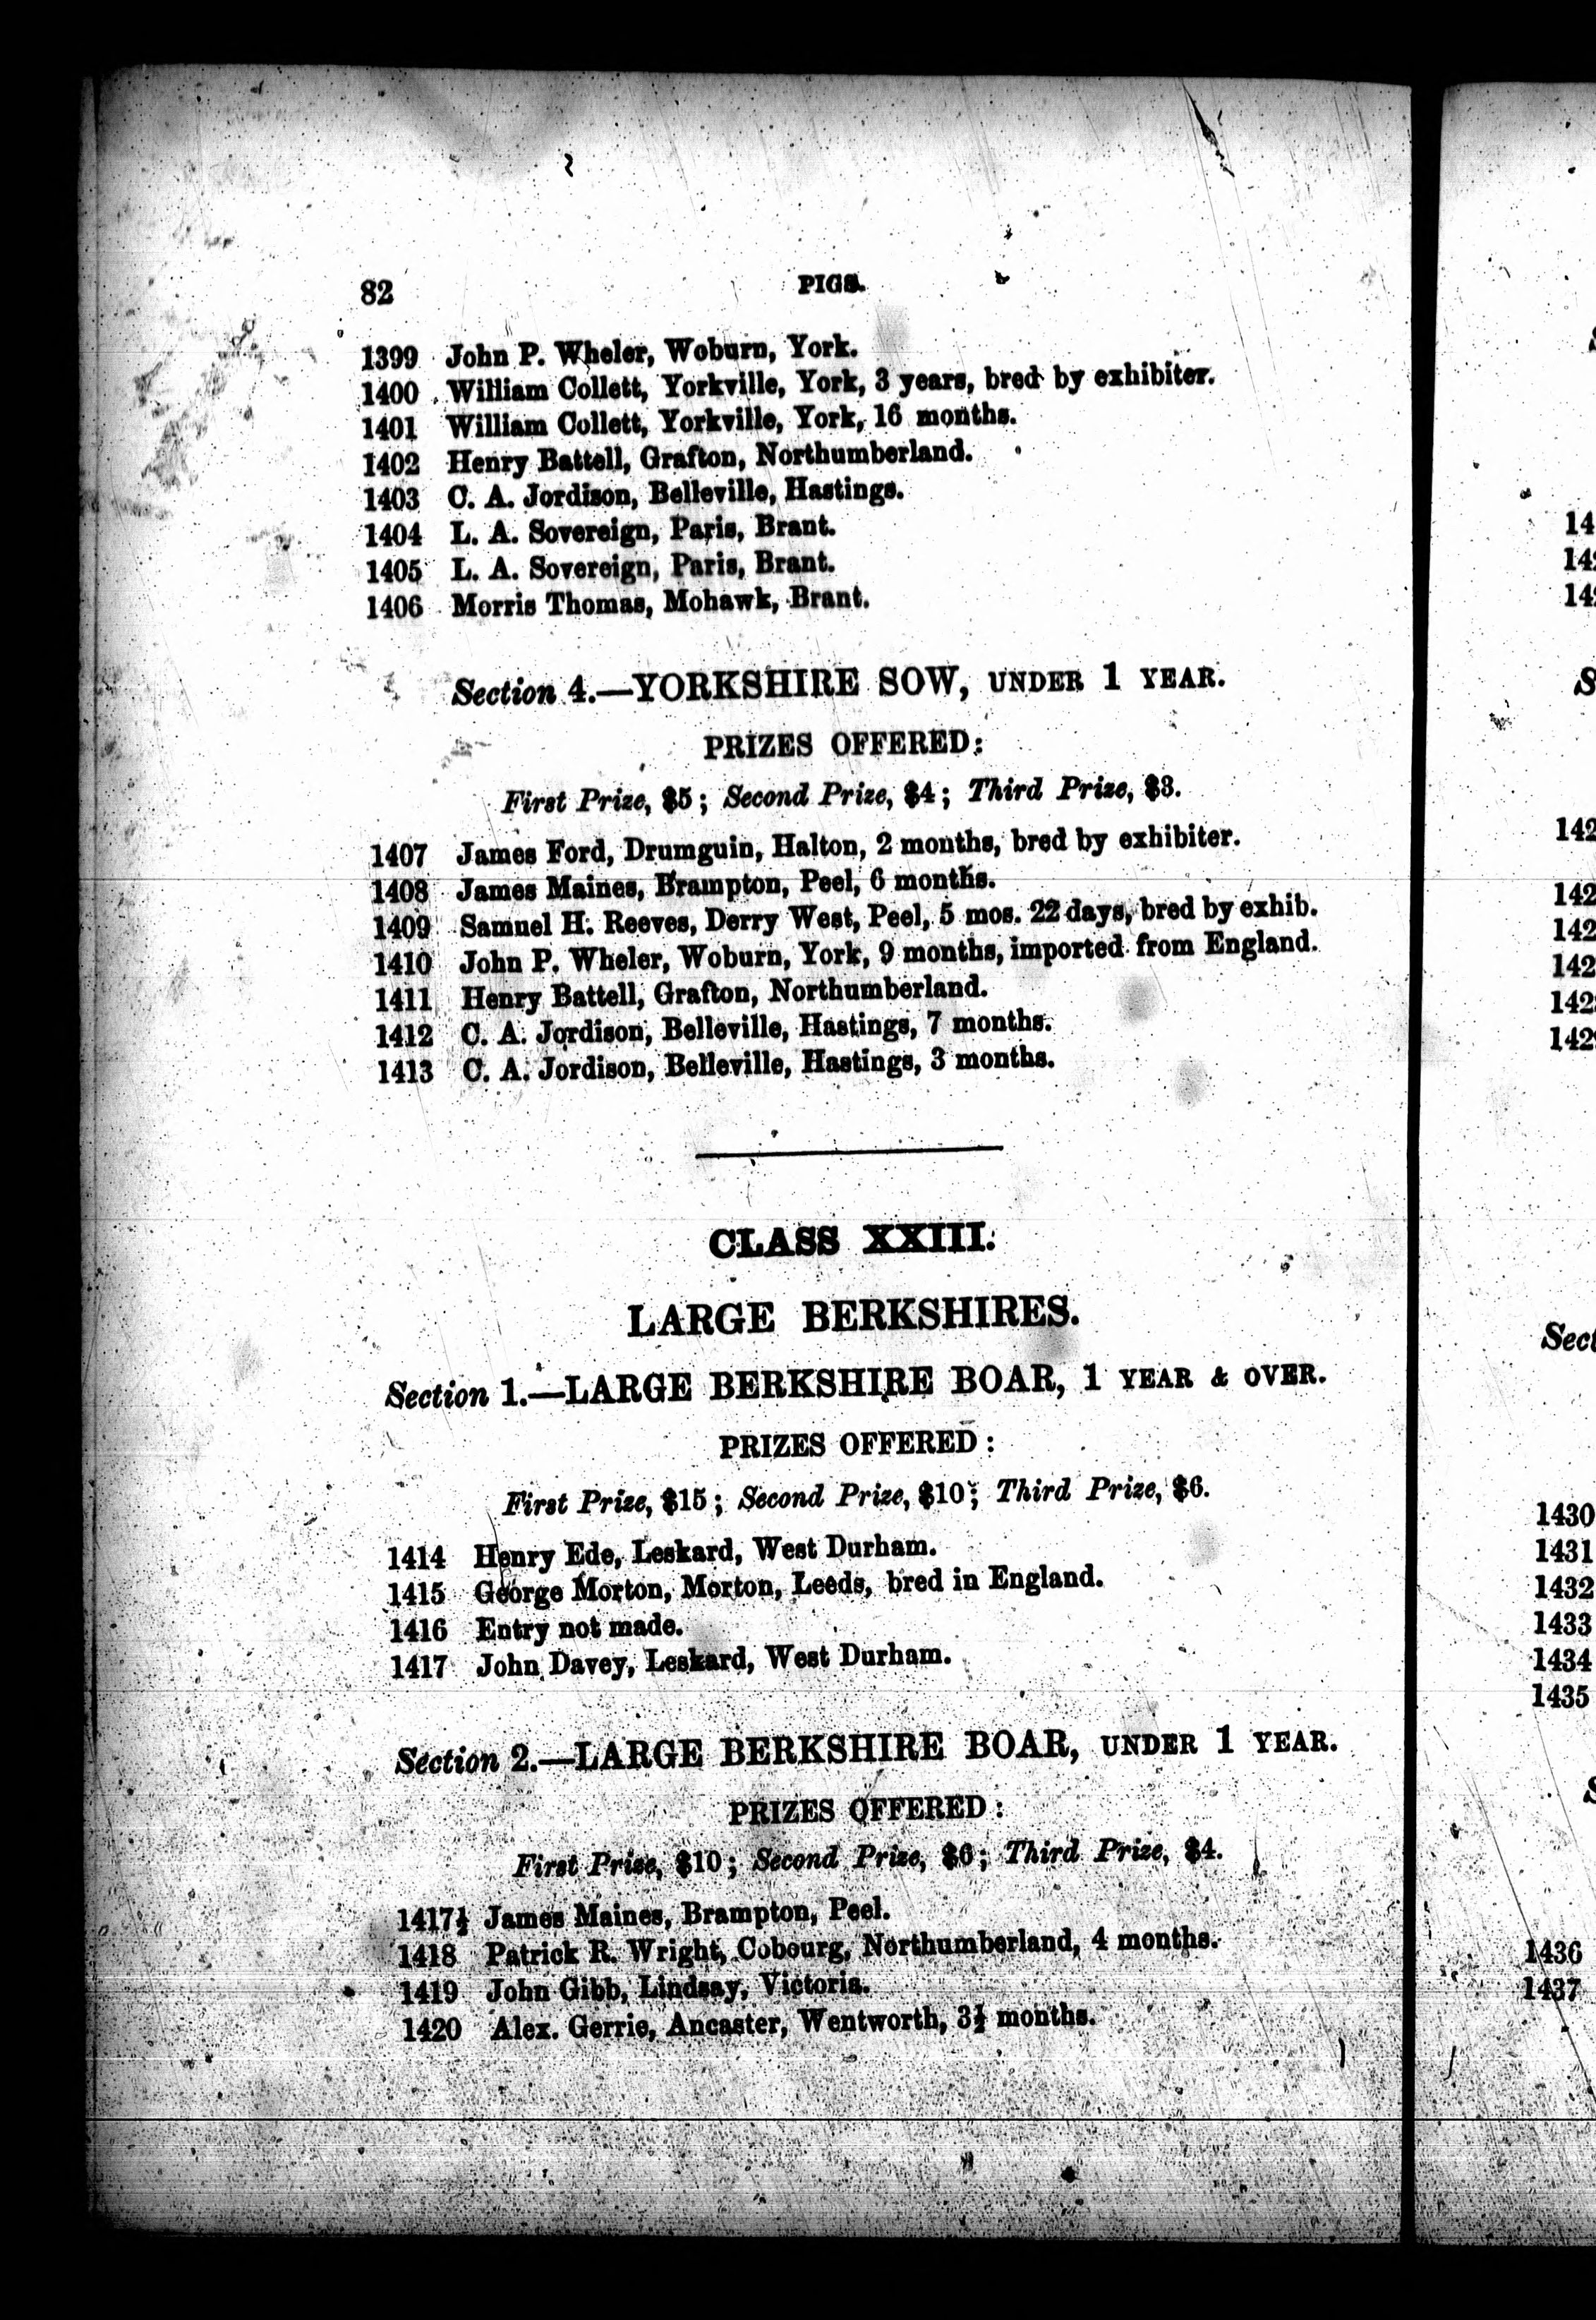 82
PIGS.
1399 John P. Wheler, Woburn, York.
1400 William Collett, Yorkville, York, 3 years, bred by exhibiter.
1401 William Collett, Yorkville, York, 16 months.
1402 Henry Battell, Grafton, Northumberland.
1403 C. A. Jordison, Belleville, Hastings.
1404 L. A. Sovereign, Paris, Brant.
1405 L. A. Sovereign, Paris, Brant.
1406 Morris Thomas, Mohawk, Brant.
Section 4.—YORKSHIRE SOW, UNDER 1 YEAR.
PRIZES OFFERED:
First Prize, $5; Second Prize, $4; Third Prize, $3.
1407 James Ford, Drumguin, Halton, 2 months, bred by exhibiter.
1408 James Maines, Brampton, Peel, 6 months.
1409 Samuel H. Reeves, Derry West, Peel, 5 mos. 22 days, bred by exhib.
1410 John P. Wheler, Woburn, York, 9 months, imported from England.
1411 Henry Battell, Grafton, Northumberland.
1412 C. A. Jordison, Belleville, Hastings, 7 months.
1413 C. A. Jordison, Belleville, Hastings, 3 months.
CLASS XXIII.
LARGE BERKSHIRES.
Section 1.—LARGE BERKSHIRE BOAR, 1 YEAR & OVER.
PRIZES OFFERED:
First Prize, $15; Second Prize, $10; Third Prize, $6.
1414 Henry Ede, Leskard, West Durham.
1415 George Morton, Morton, Leeds, bred in England.
1416 Entry not made.
1417 John Davey, Leskard, West Durham.
Section 2.—LARGE BERKSHIRE BOAR, UNDER 1 YEAR.
PRIZES OFFERED:
First Prize, $10; Second Prize, $6; Third Prize, $4.
1417½ James Maines, Brampton, Peel.
1418 Patrick R. Wright, Cobourg, Northumberland, 4 months.
1419 John Gibb, Lindsay, Victoria.
1420 Alex. Gerrie, Ancaster, Wentworth, 3½ months.
1430
1431
1432
1433
1434
1435
1436
1437